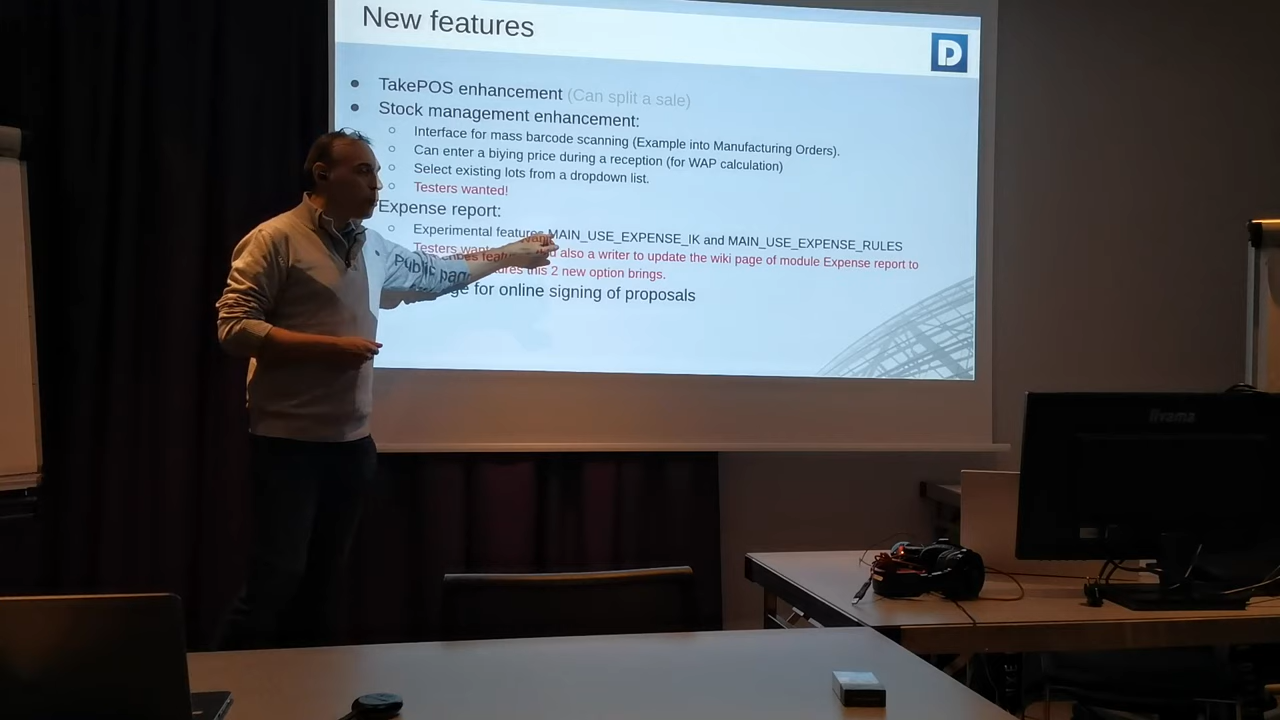 New features
D
TakePOS enhancement (Can split a sale)
Stock management enhancement:
Interface for mass barcode scanning (Example into Manufacturing Orders).
Can enter a biying price during a reception (for WAP calculation)
Select existing lots from a dropdown list.
Testers wanted!
Expense report:
Experimental features MAIN_USE_EXPENSE_IK and MAIN_USE_EXPENSE_RULES
Testers also a writer to update the wiki page of module Expense report to
this 2 new option brings.
Public page for online signing of proposals
iiyama